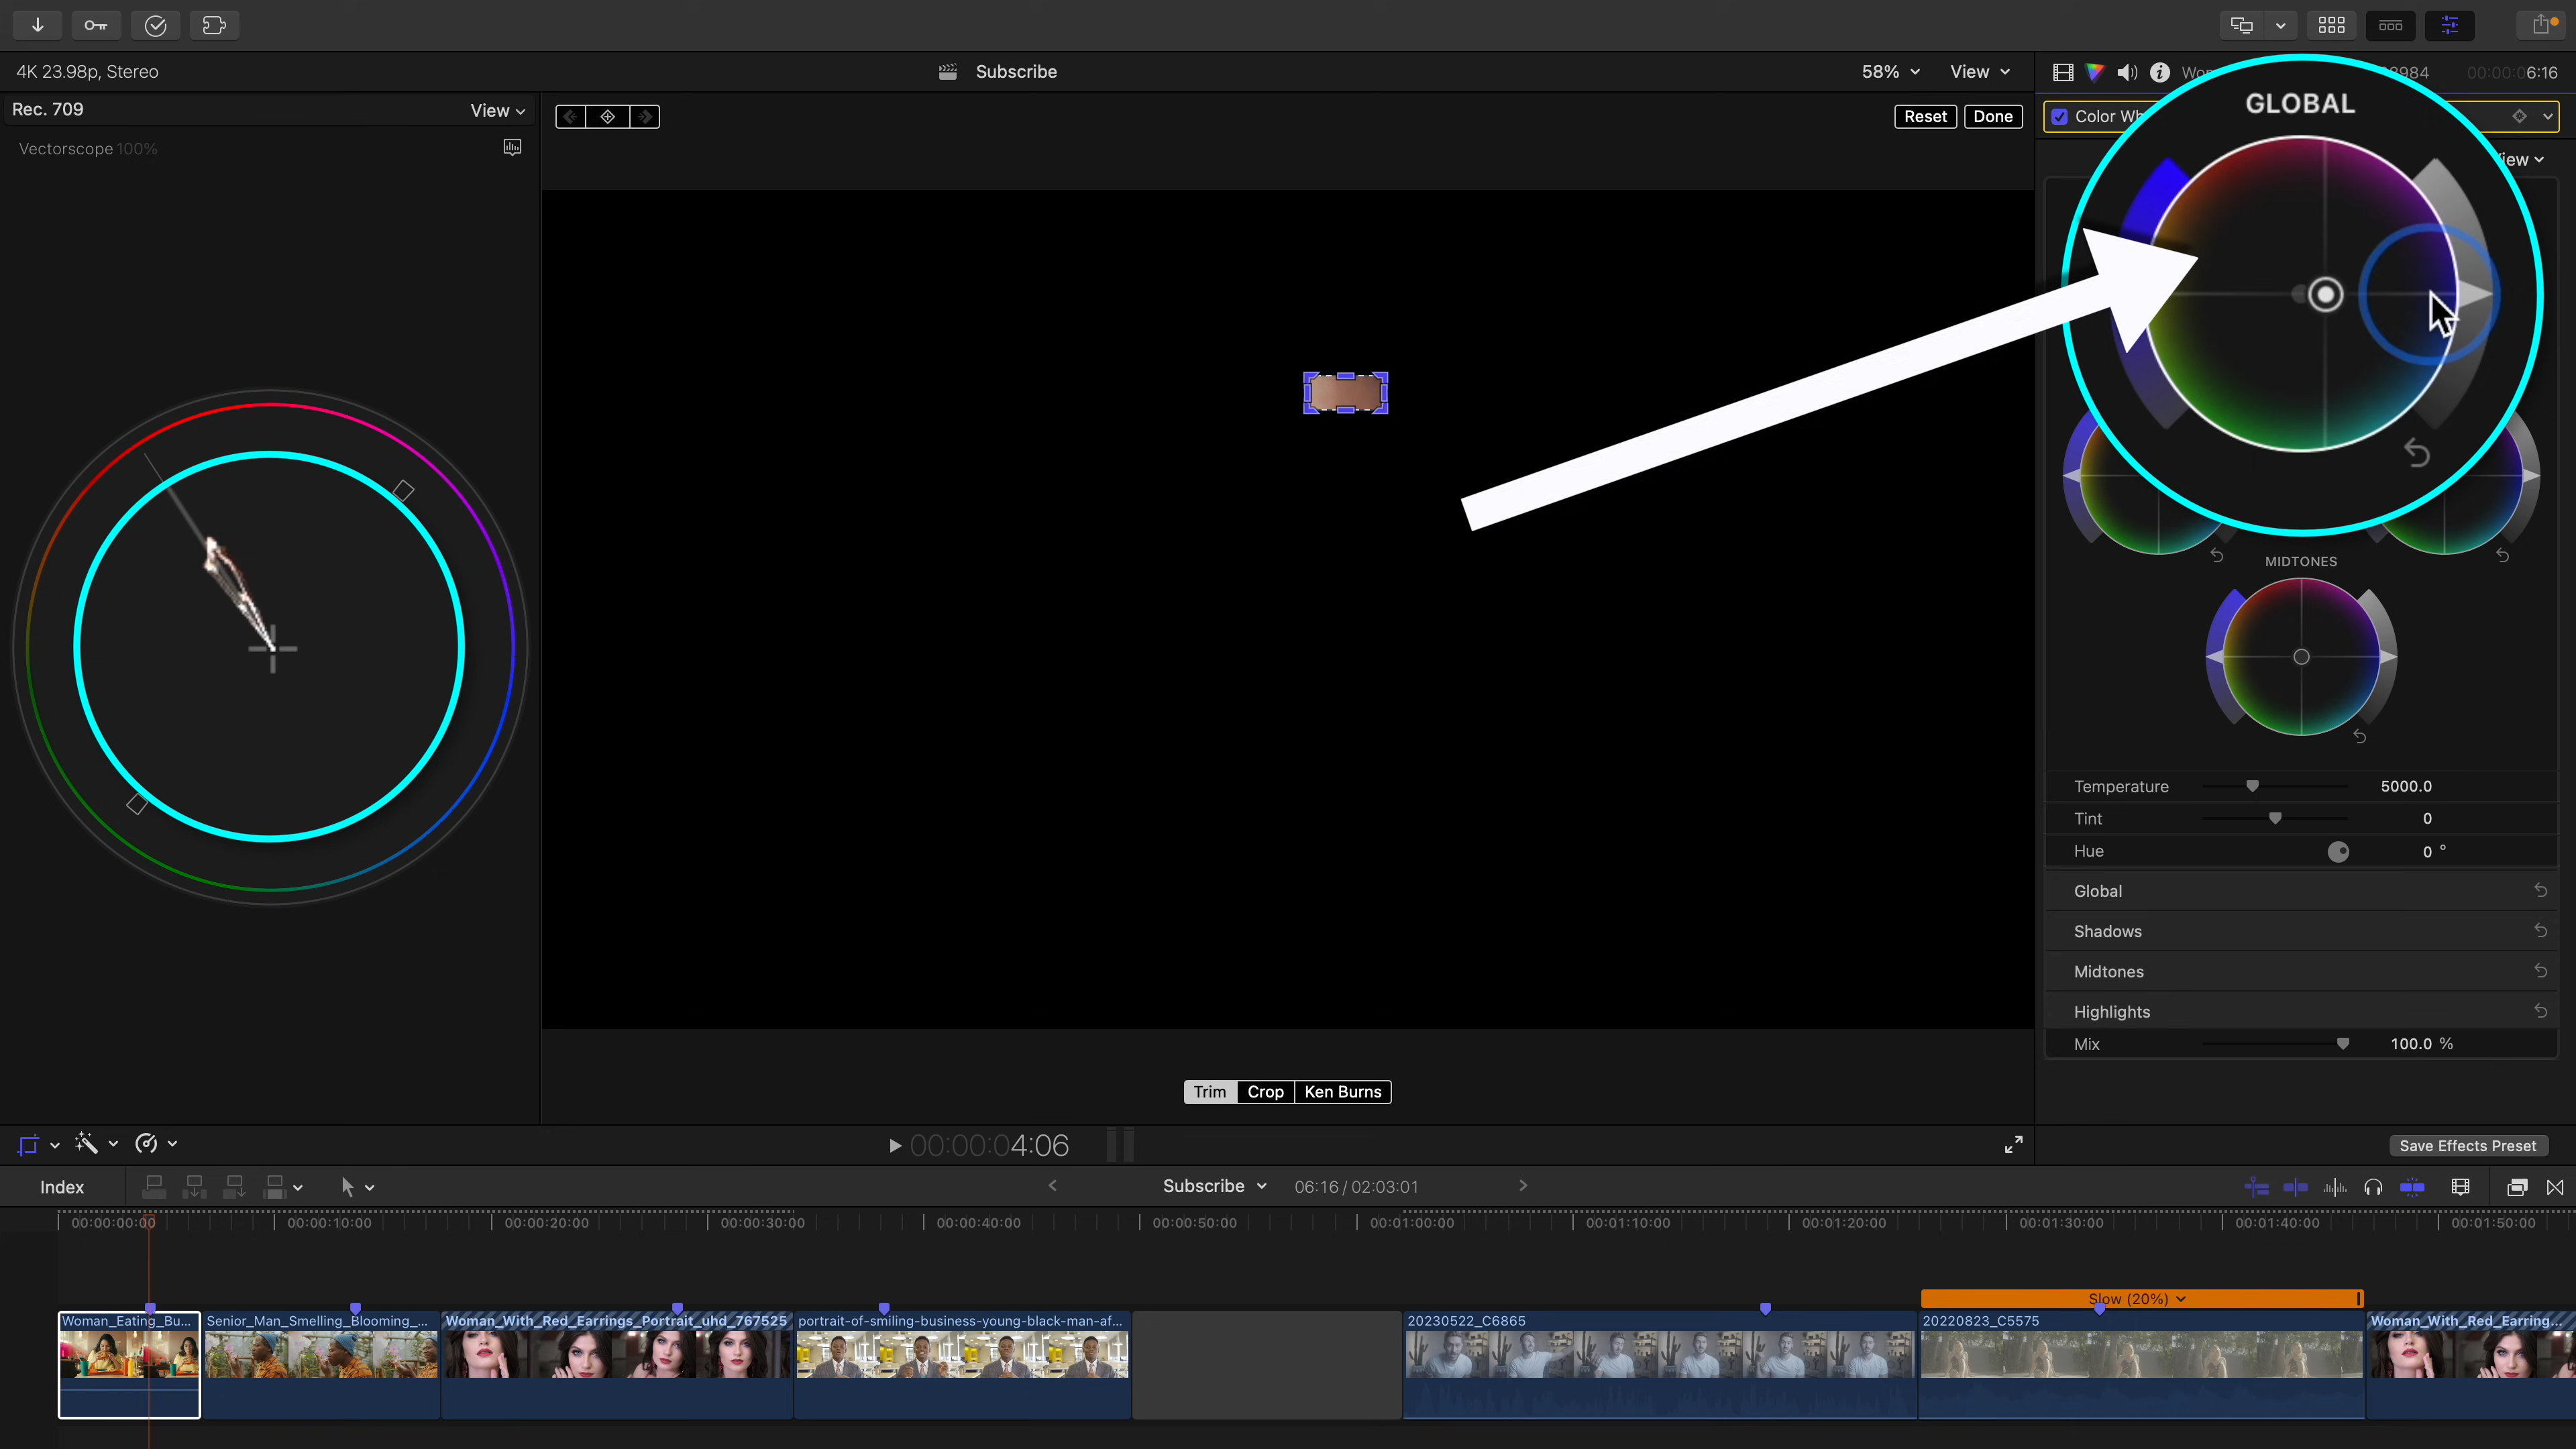 4K 23.98p, Stereo
Subscribe
58%
View
8984
00:00:06:16
Rec. 709
View
Reset
Done
Color Wh
GLOBAL
Vectorscope 100%
iew
MIDTONES
Temperature
5000.0
Tint
0
Hue
0 °
Global
Shadows
Midtones
Highlights
Mix
100.0 %
Trim
Crop
Ken Burns
00:00:04:06
Save Effects Preset
Index
Subscribe
06:16 / 02:03:01
00:00:00:00
00:00:10:00
00:00:20:00
00:00:30:00
00:00:40:00
00:00:50:00
00:01:00:00
00:01:10:00
00:01:20:00
00:01:30:00
00:01:40:00
00:01:50:00
Slow (20%)
Woman_Eating_Bu...
Senior_Man_Smelling_Blooming_...
Woman_With_Red_Earrings_Portrait_uhd_767525
portrait-of-smiling-business-young-black-man-af...
20230522_C6865
20220823_C5575
Woman_With_Red_Earring...